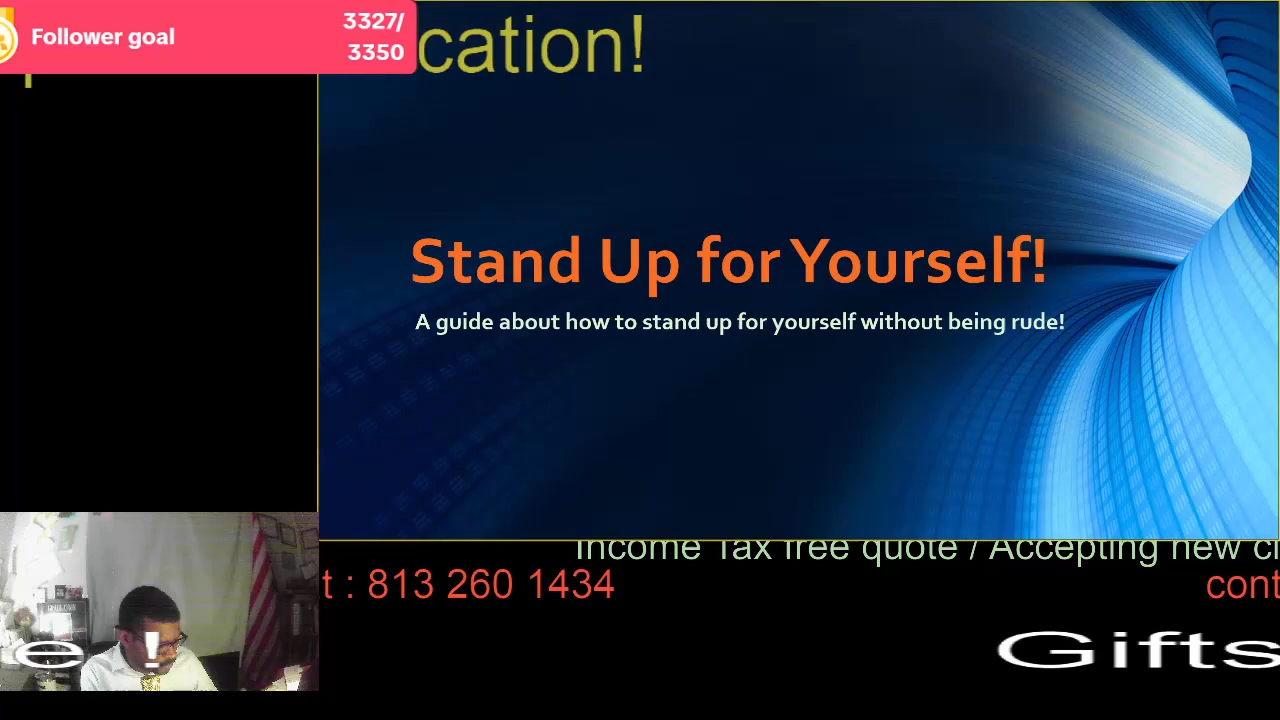 Follower goal
3327/
3350
cation!
Stand Up for Yourself!
A guide about how to stand up for yourself without being rude!
Income Tax free quote / Accepting new cl
t : 813 260 1434
cont
e !
Gifts